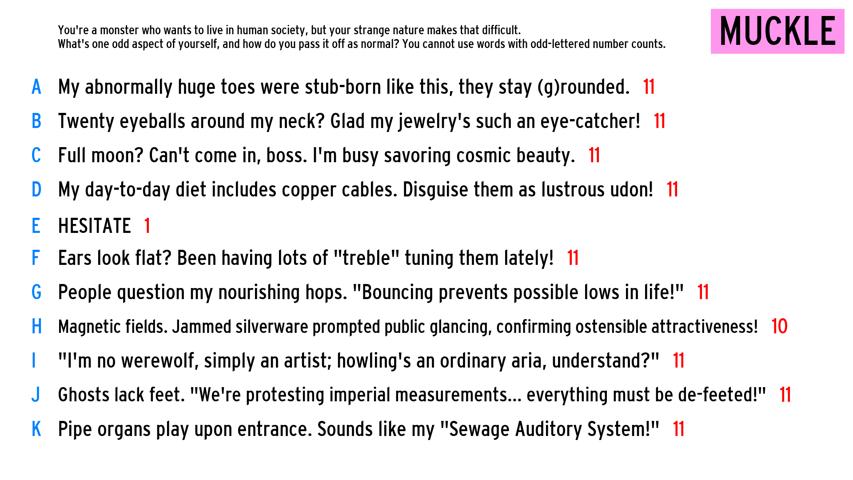 You're a monster who wants to live in human society, but your strange nature makes that difficult.
What's one odd aspect of yourself, and how do you pass it off as normal? You cannot use words with odd-lettered number counts.
MUCKLE
A My abnormally huge toes were stub-born like this, they stay (g)rounded. 11
B Twenty eyeballs around my neck? Glad my jewelry's such an eye-catcher! 11
C Full moon? Can't come in, boss. I'm busy savoring cosmic beauty. 11
D My day-to-day diet includes copper cables. Disguise them as lustrous udon! 11
E HESITATE 1
F Ears look flat? Been having lots of "treble" tuning them lately! 11
G People question my nourishing hops. "Bouncing prevents possible lows in life!" 11
H Magnetic fields. Jammed silverware prompted public glancing, confirming ostensible attractiveness! 10
I "I'm no werewolf, simply an artist; howling's an ordinary aria, understand?" 11
J Ghosts lack feet. "We're protesting imperial measurements... everything must be de-feeted!" 11
K Pipe organs play upon entrance. Sounds like my "Sewage Auditory System!" 11